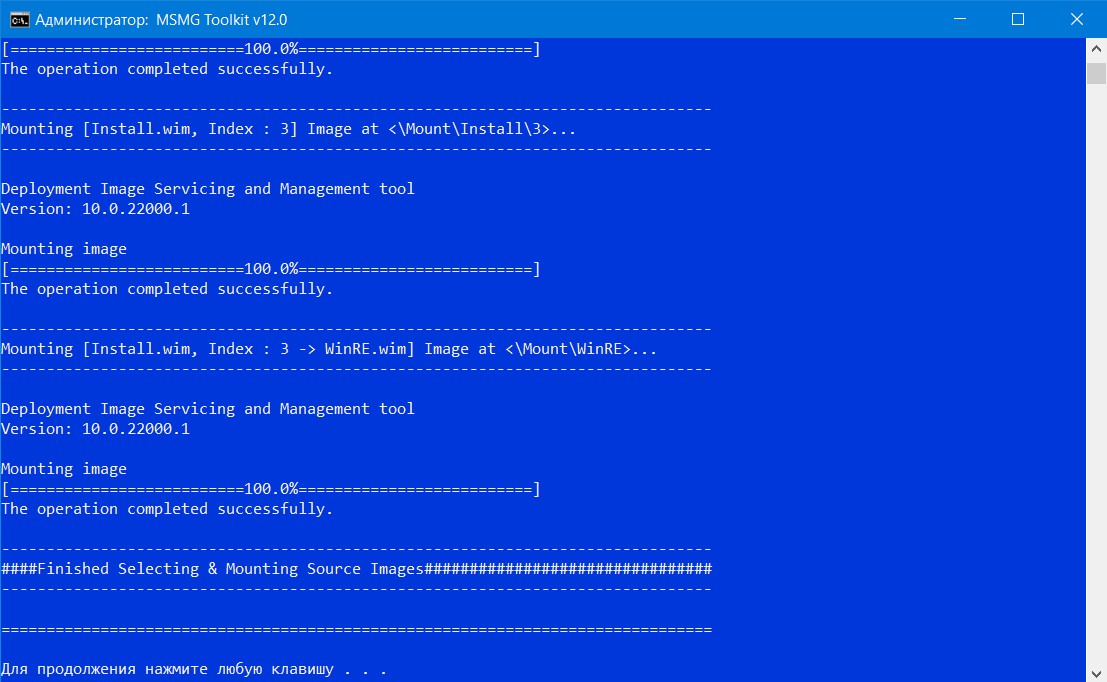 Администратор: MSMG Toolkit v12.0
[==========================100.0%==========================]
The operation completed successfully.
-------------------------------------------------------------------------------
Mounting [Install.wim, Index : 3] Image at <\Mount\Install\3>...
-------------------------------------------------------------------------------
Deployment Image Servicing and Management tool
Version: 10.0.22000.1
Mounting image
[==========================100.0%==========================]
The operation completed successfully.
-------------------------------------------------------------------------------
Mounting [Install.wim, Index : 3 -> WinRE.wim] Image at <\Mount\WinRE>...
-------------------------------------------------------------------------------
Deployment Image Servicing and Management tool
Version: 10.0.22000.1
Mounting image
[==========================100.0%==========================]
The operation completed successfully.
-------------------------------------------------------------------------------
####Finished Selecting & Mounting Source Images################################
-------------------------------------------------------------------------------
===============================================================================
Для продолжения нажмите любую клавишу . . .